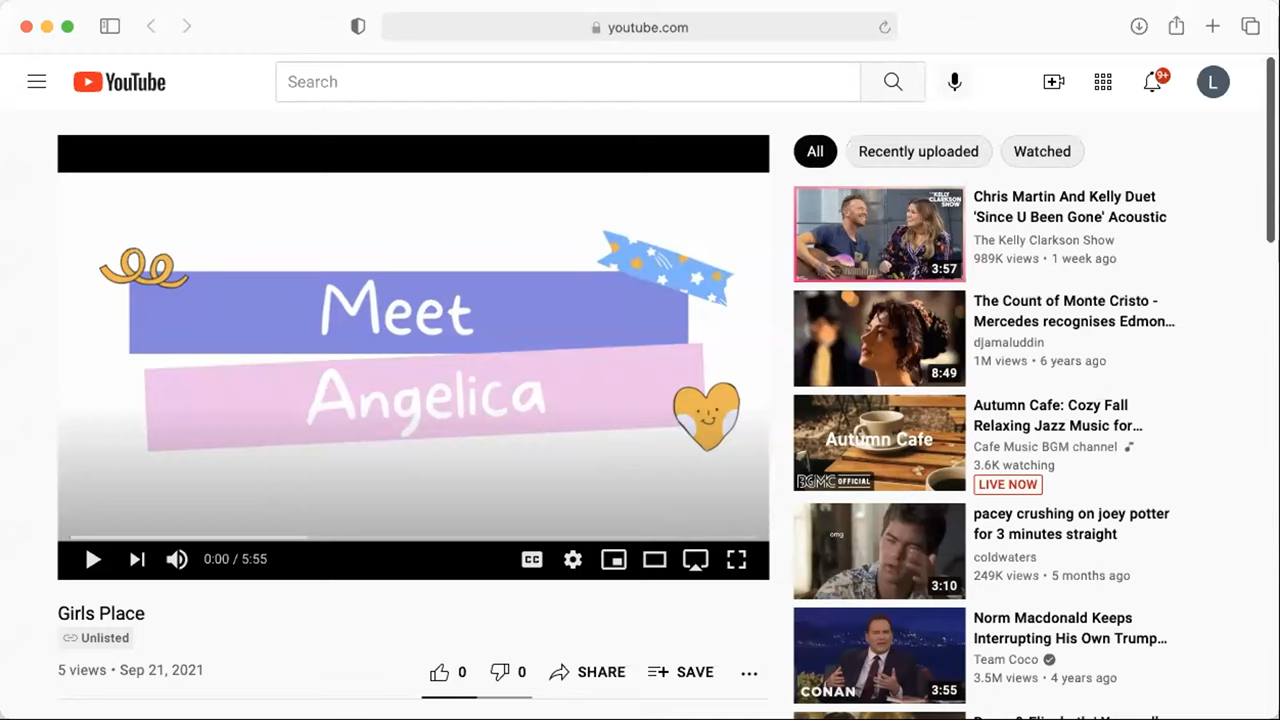 youtube.com
YouTube
Search
9+
L
Meet
Angelica
CC
0:00 / 5:55
Girls Place
Unlisted
5 views • Sep 21, 2021
0
0
SHARE
SAVE
All
Recently uploaded
Watched
THE KELLY
CLARKSON
SHOW
3:57
Chris Martin And Kelly Duet
'Since U Been Gone' Acoustic
The Kelly Clarkson Show
989K views • 1 week ago
8:49
The Count of Monte Cristo -
Mercedes recognises Edmon...
djamaluddin
1M views • 6 years ago
Autumn Cafe
BGMC OFFICIAL
Autumn Cafe: Cozy Fall
Relaxing Jazz Music for...
Cafe Music BGM channel
3.6K watching
LIVE NOW
omg
3:10
pacey crushing on joey potter
for 3 minutes straight
coldwaters
249K views • 5 months ago
CONAN
3:55
Norm Macdonald Keeps
Interrupting His Own Trump...
Team Coco
3.5M views • 4 years ago